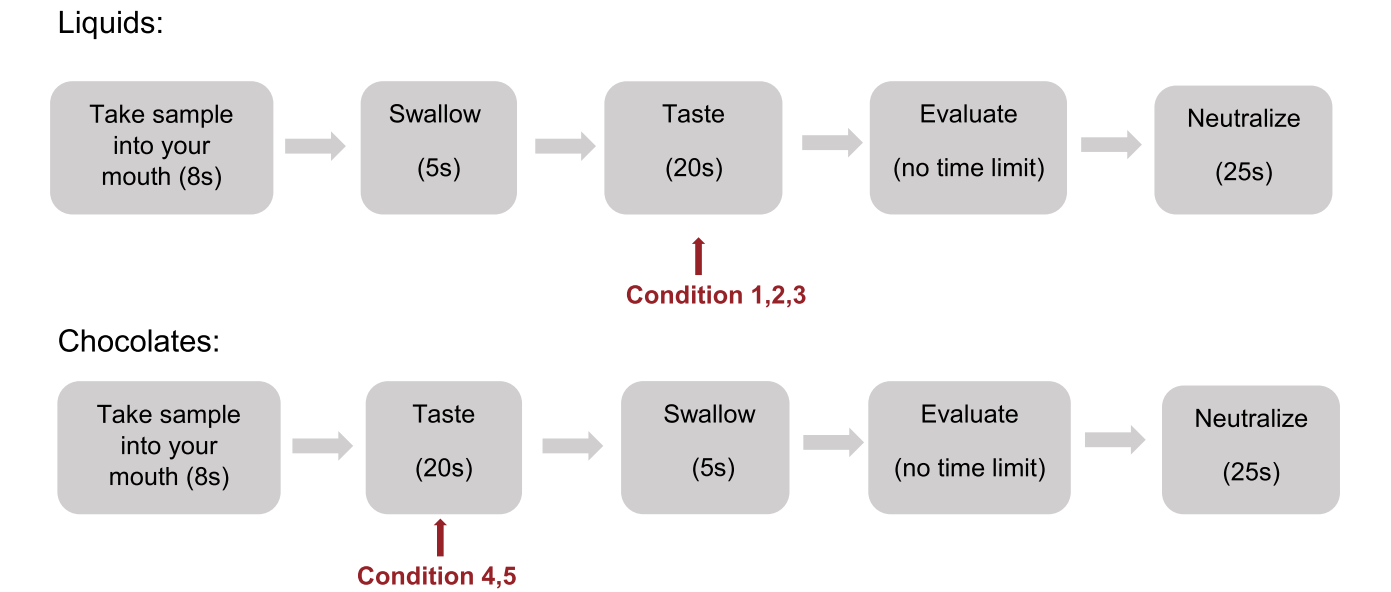 Liquids:
Take sample
into your
mouth (8s)
Swallow
(5s)
Taste
(20s)
Evaluate
(no time limit)
Neutralize
(25s)
Condition 1,2,3
Chocolates:
Take sample
into your
mouth (8s)
Taste
(20s)
Swallow
(5s)
Evaluate
(no time limit)
Neutralize
(25s)
Condition 4,5